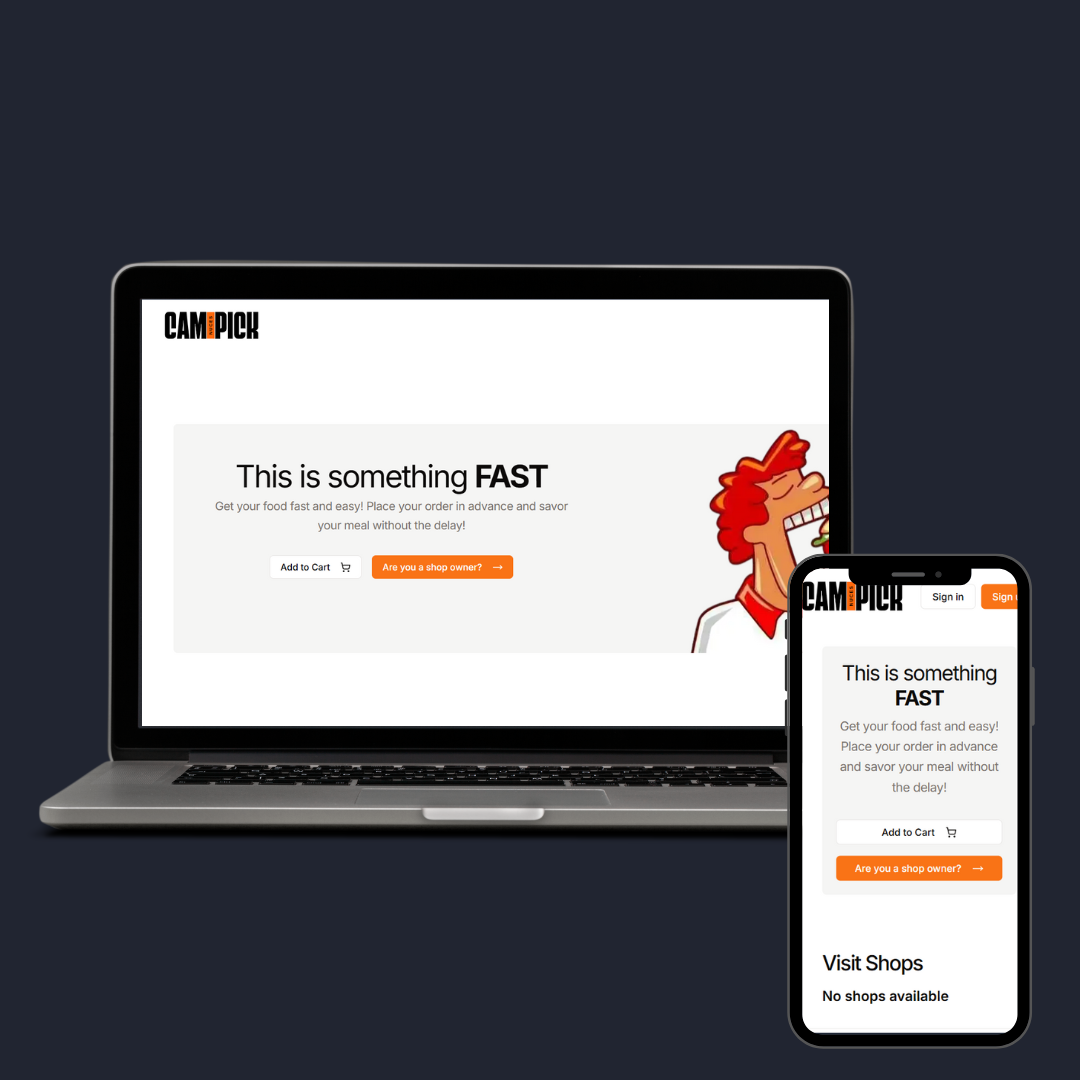 CAMPICK
This is something FAST
Get your food fast and easy! Place your order in advance and savor
your meal without the delay!
Add to Cart
Are you a shop owner? →
CAMPICK
Sign in
Sign
This is something
FAST
Get your food fast and easy!
Place your order in advance
and savor your meal without
the delay!
Add to Cart
Are you a shop owner? →
Visit Shops
No shops available